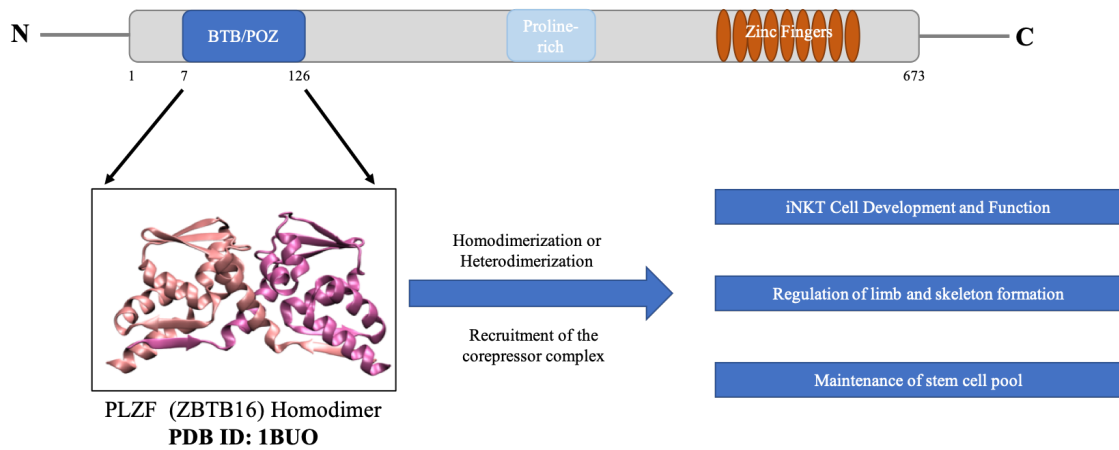 N
BTB/POZ
Proline-
rich
Zinc Fingers
C
1
7
126
673
Homodimerization or
Heterodimerization
Recruitment of the
corepressor complex
iNKT Cell Development and Function
Regulation of limb and skeleton formation
Maintenance of stem cell pool
PLZF (ZBTB16) Homodimer
PDB ID: 1BUO